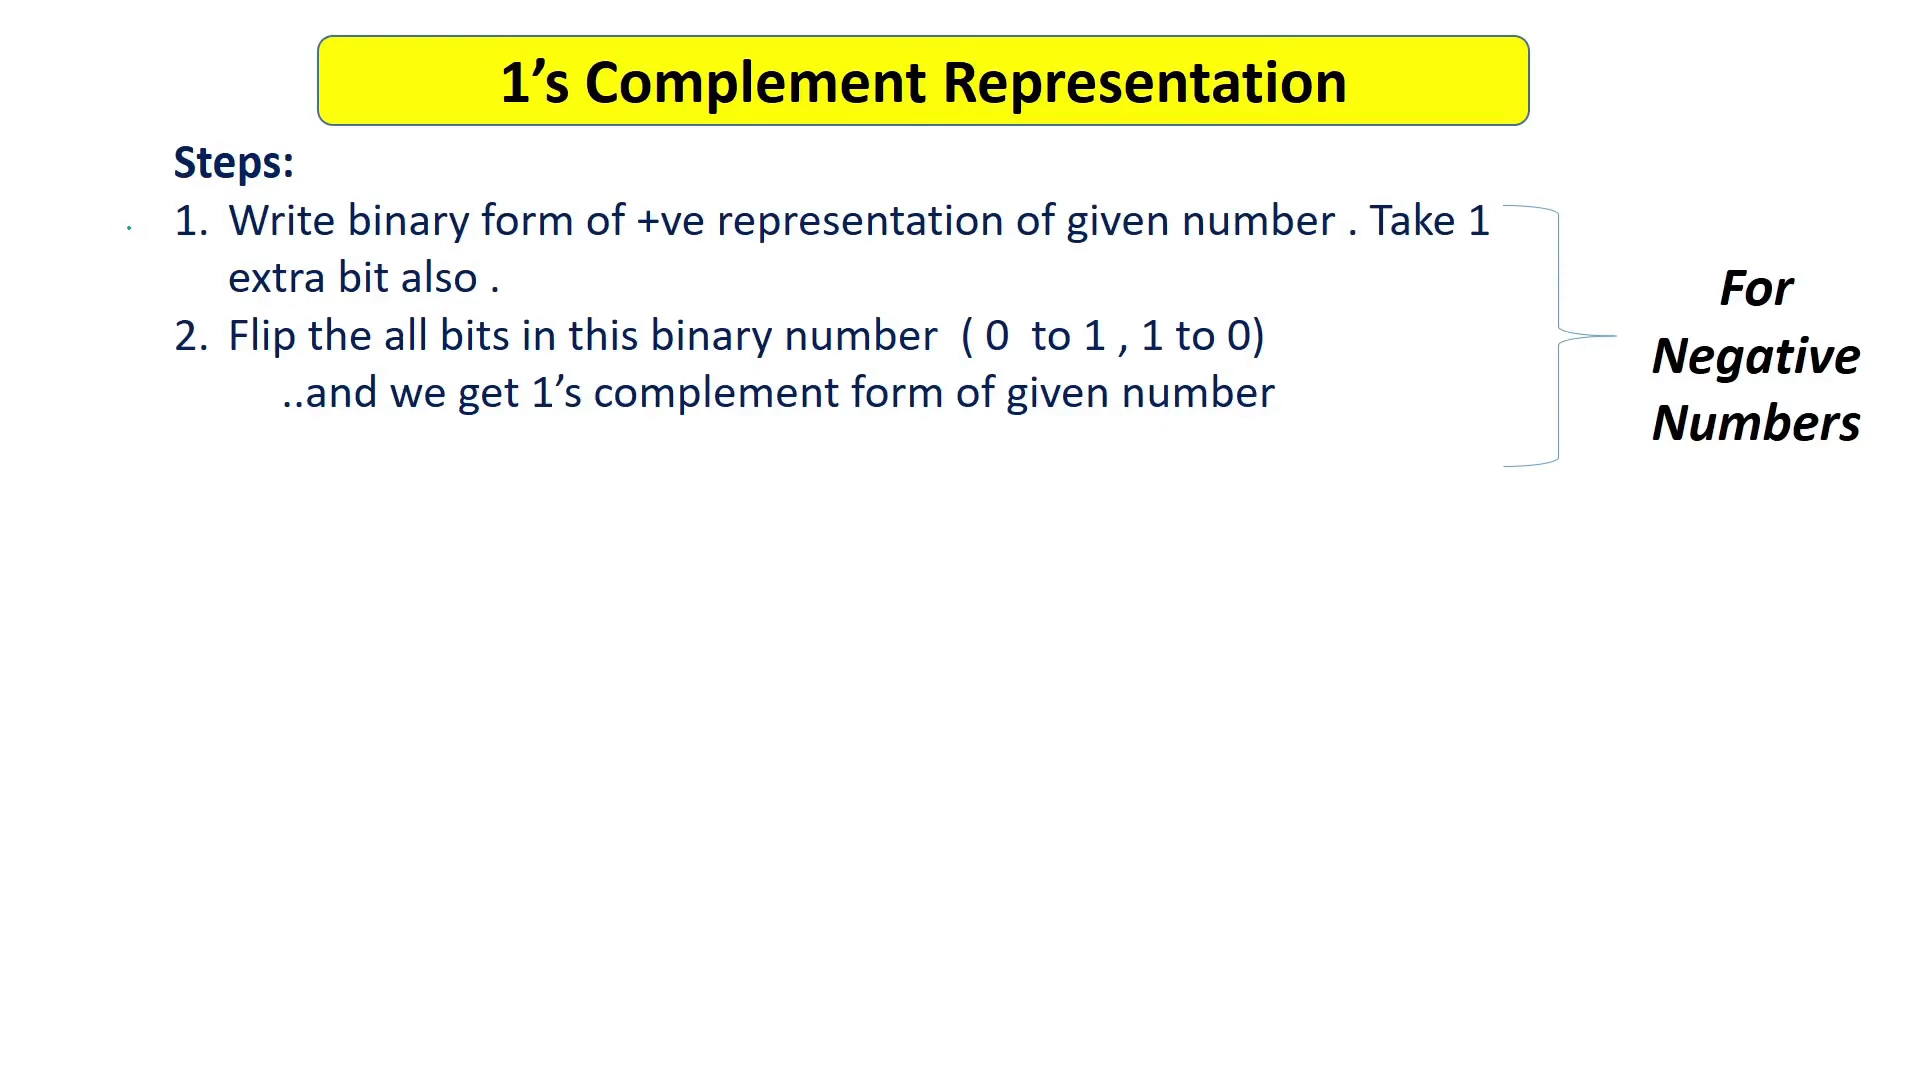 1’s Complement Representation
Steps:
1. Write binary form of +ve representation of given number . Take 1
extra bit also .
2. Flip the all bits in this binary number ( 0 to 1 , 1 to 0)
..and we get 1’s complement form of given number
For
Negative
Numbers